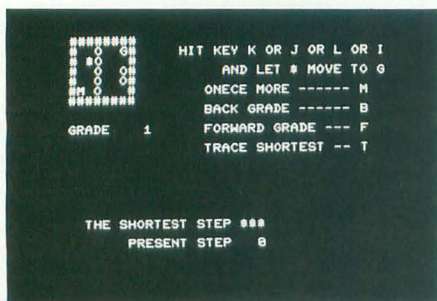 HIT KEY K OR J OR L OR I
AND LET # MOVE TO G
ONECE MORE ------ M
BACK GRADE ------ B
FORWARD GRADE --- F
TRACE SHORTEST -- T
GRADE 1
THE SHORTEST STEP ###
PRESENT STEP 0